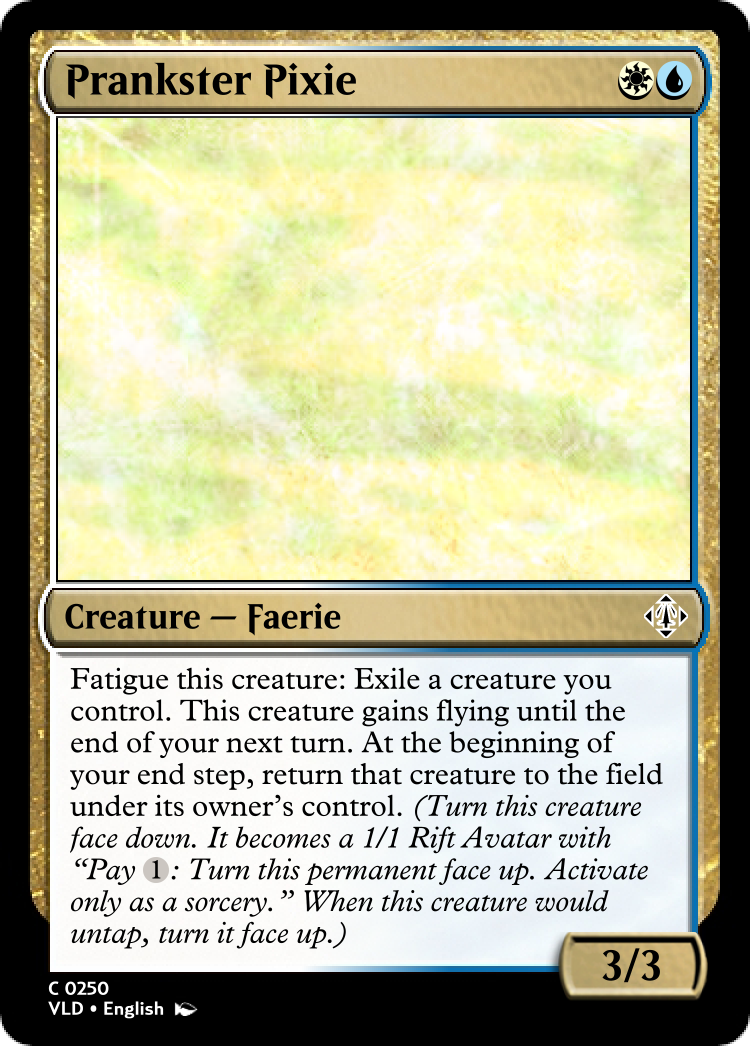 Prankster Pixie
Creature — Faerie
Fatigue this creature: Exile a creature you
control. This creature gains flying until the
end of your next turn. At the beginning of
your end step, return that creature to the field
under its owner’s control. (Turn this creature
face down. It becomes a 1/1 Rift Avatar with
“Pay 1: Turn this permanent face up. Activate
only as a sorcery.” When this creature would
untap, turn it face up.)
3/3
C 0250
VLD • English